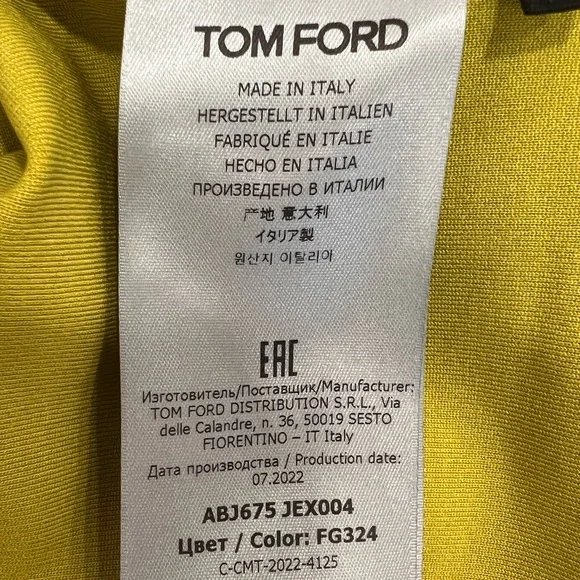 TOM FORD
MADE IN ITALY
HERGESTELLT IN ITALIEN
FABRIQUÉ EN ITALIE
HECHO EN ITALIA
ПРОИЗВЕДЕНО В ИТАЛИИ
产地 意大利
イタリア製
원산지 이탈리아
EAC
Изготовитель/Поставщик/Manufacturer:
TOM FORD DISTRIBUTION S.R.L., Via
delle Calandre, n. 36, 50019 SESTO
FIORENTINO – IT Italy
Дата производства / Production date:
07.2022
ABJ675 JEX004
Цвет / Color: FG324
C-CMT-2022-4125